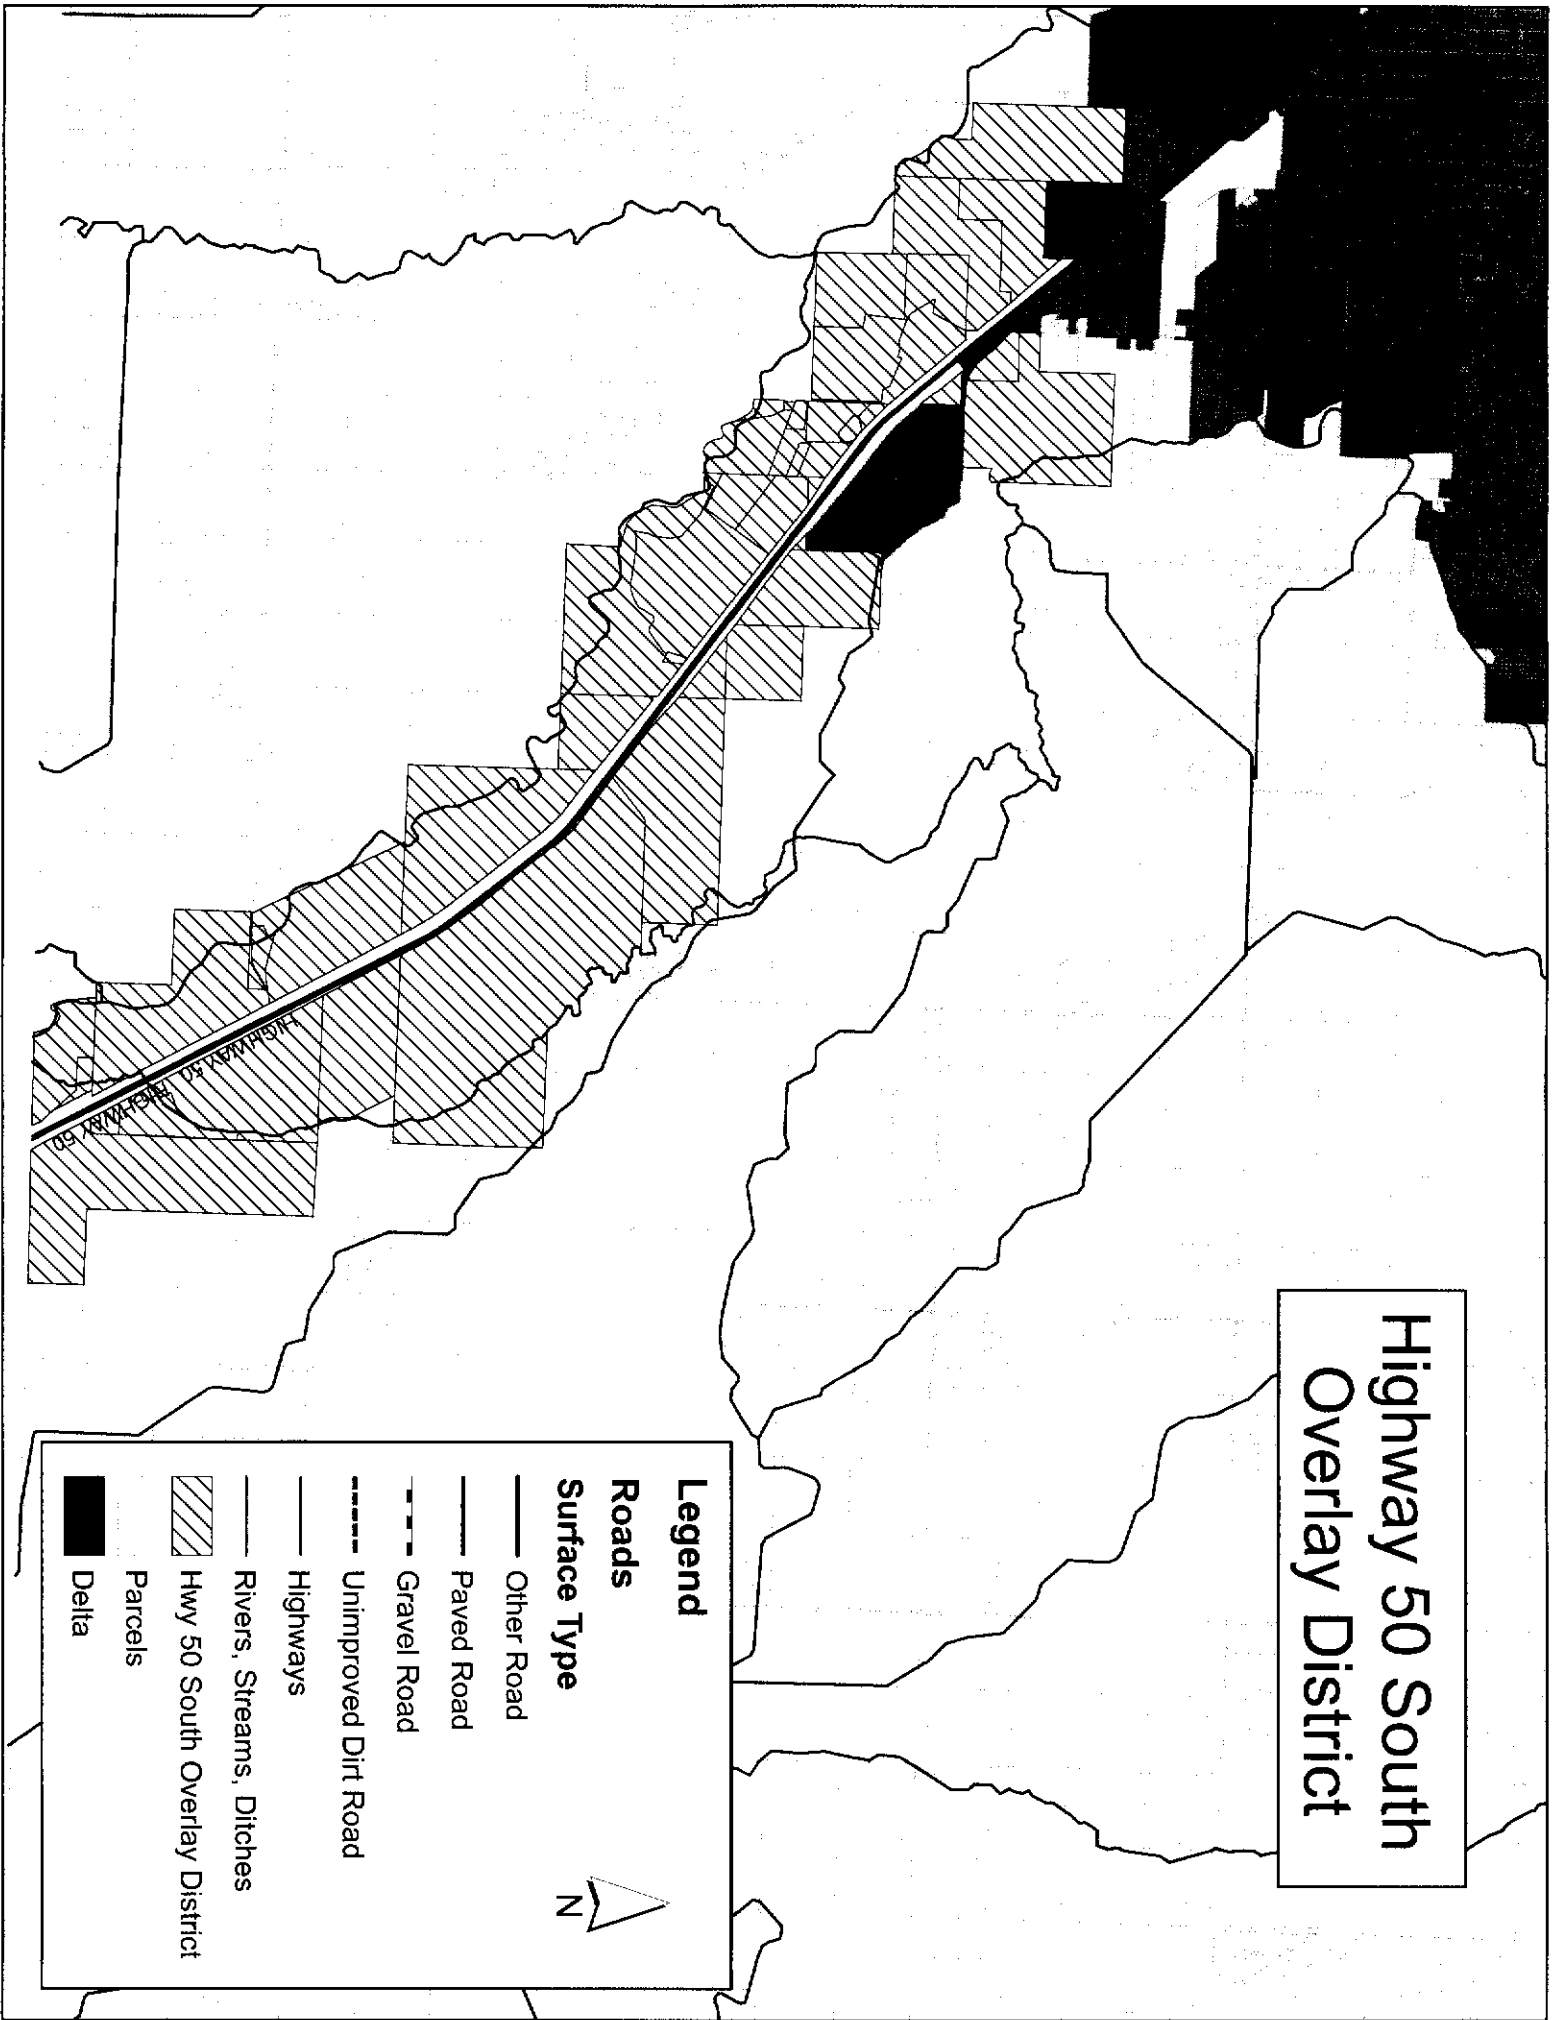 Highway 50 South
Overlay District
HIGHWAY 50
HIGHWAY 50
Legend
Roads
Surface Type
Other Road
Paved Road
Gravel Road
Unimproved Dirt Road
Highways
Rivers, Streams, Ditches
Hwy 50 South Overlay District
Parcels
Delta
N